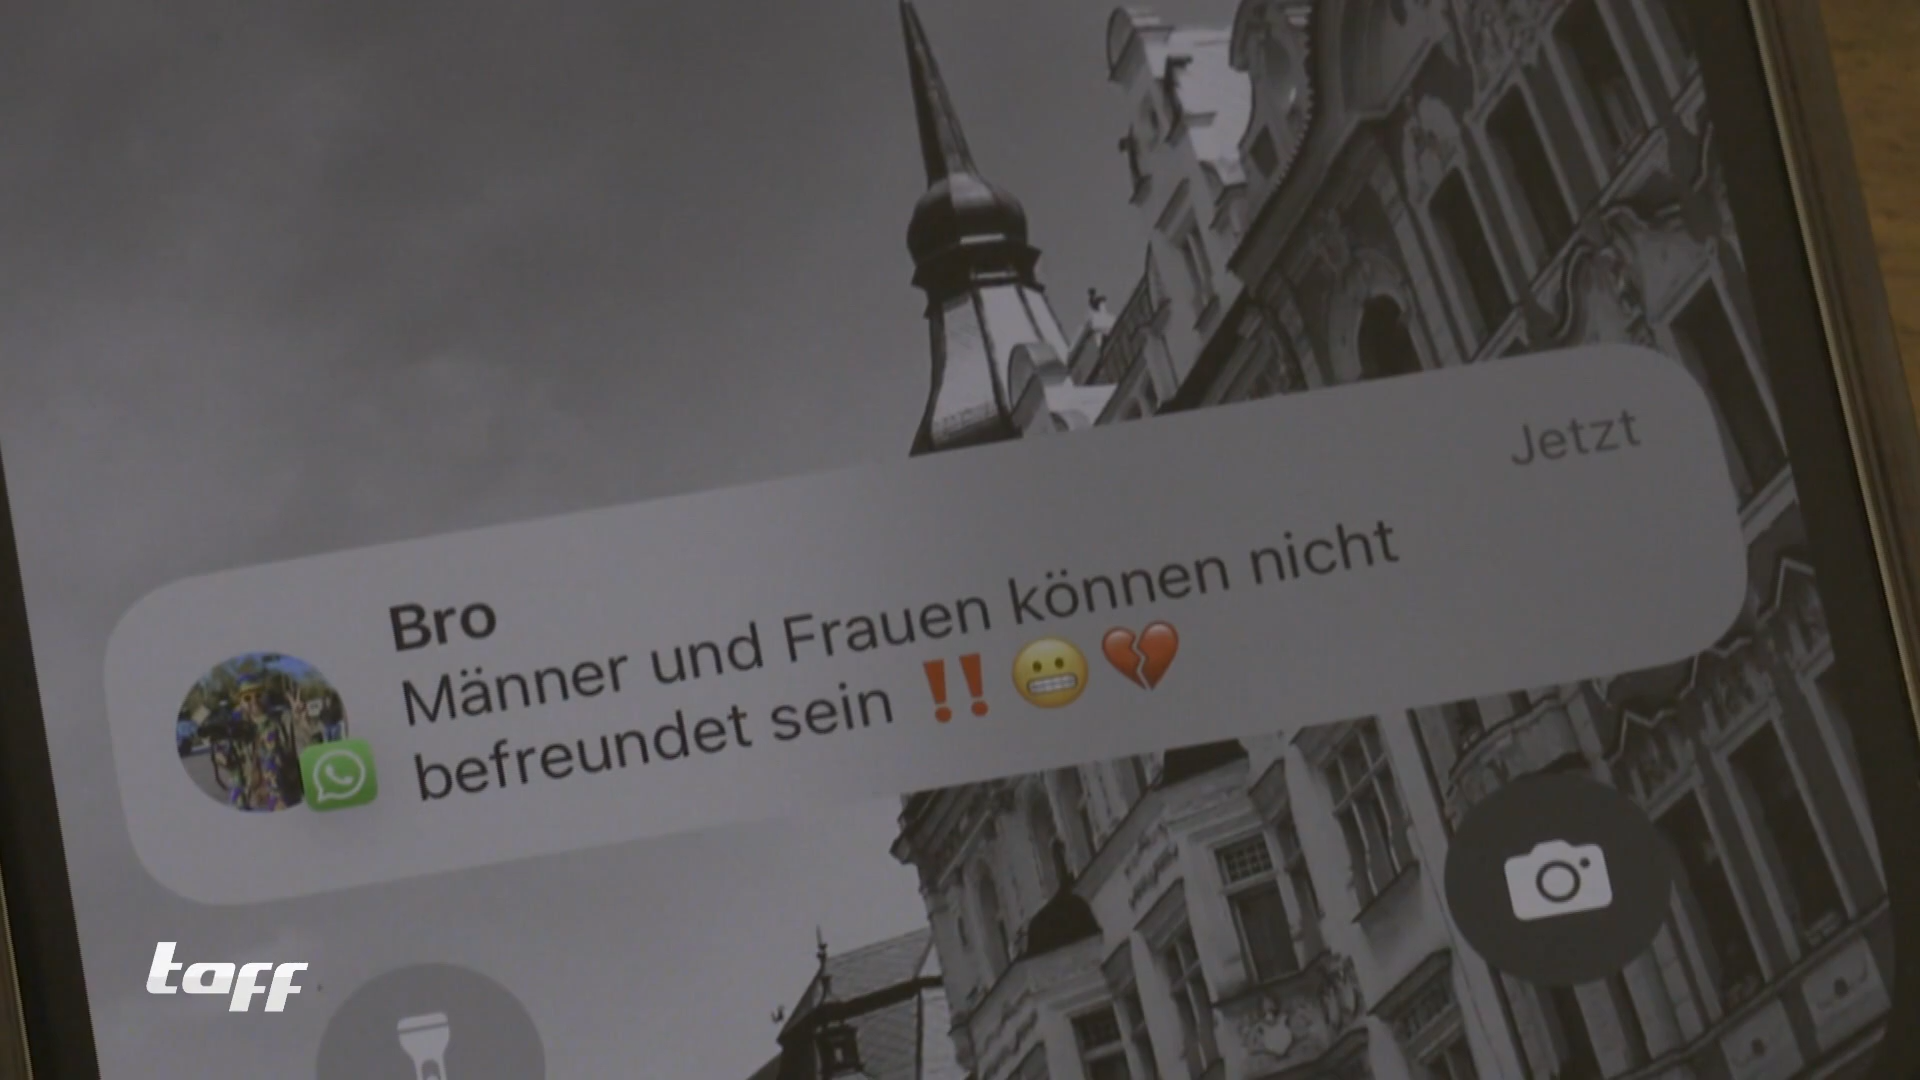 Jetzt
Bro
Männer und Frauen können nicht
befreundet sein ‼️😬💔
taff